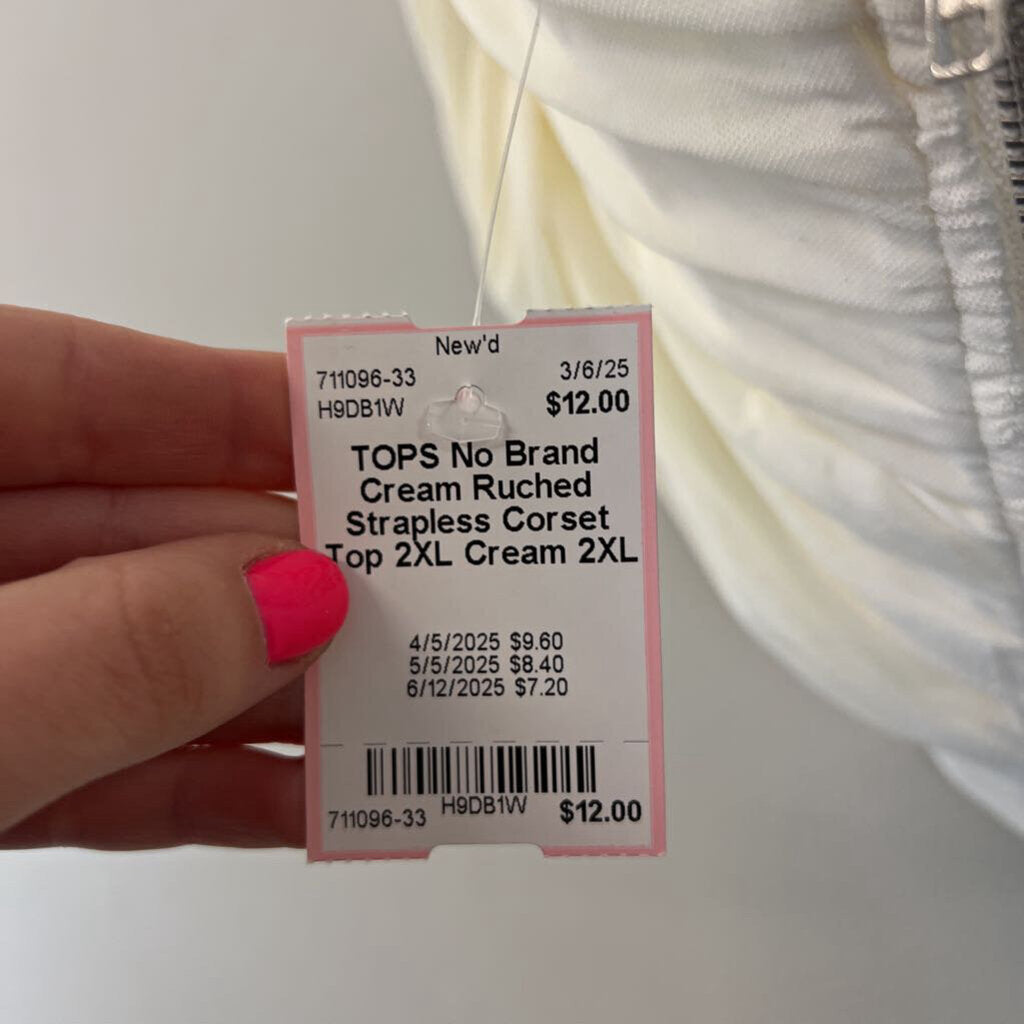 New'd
711096-33 3/6/25
H9DB1W $12.00
TOPS No Brand
Cream Ruched
Strapless Corset
Top 2XL Cream 2XL
4/5/2025 $9.60
5/5/2025 $8.40
6/12/2025 $7.20
711096-33 H9DB1W $12.00